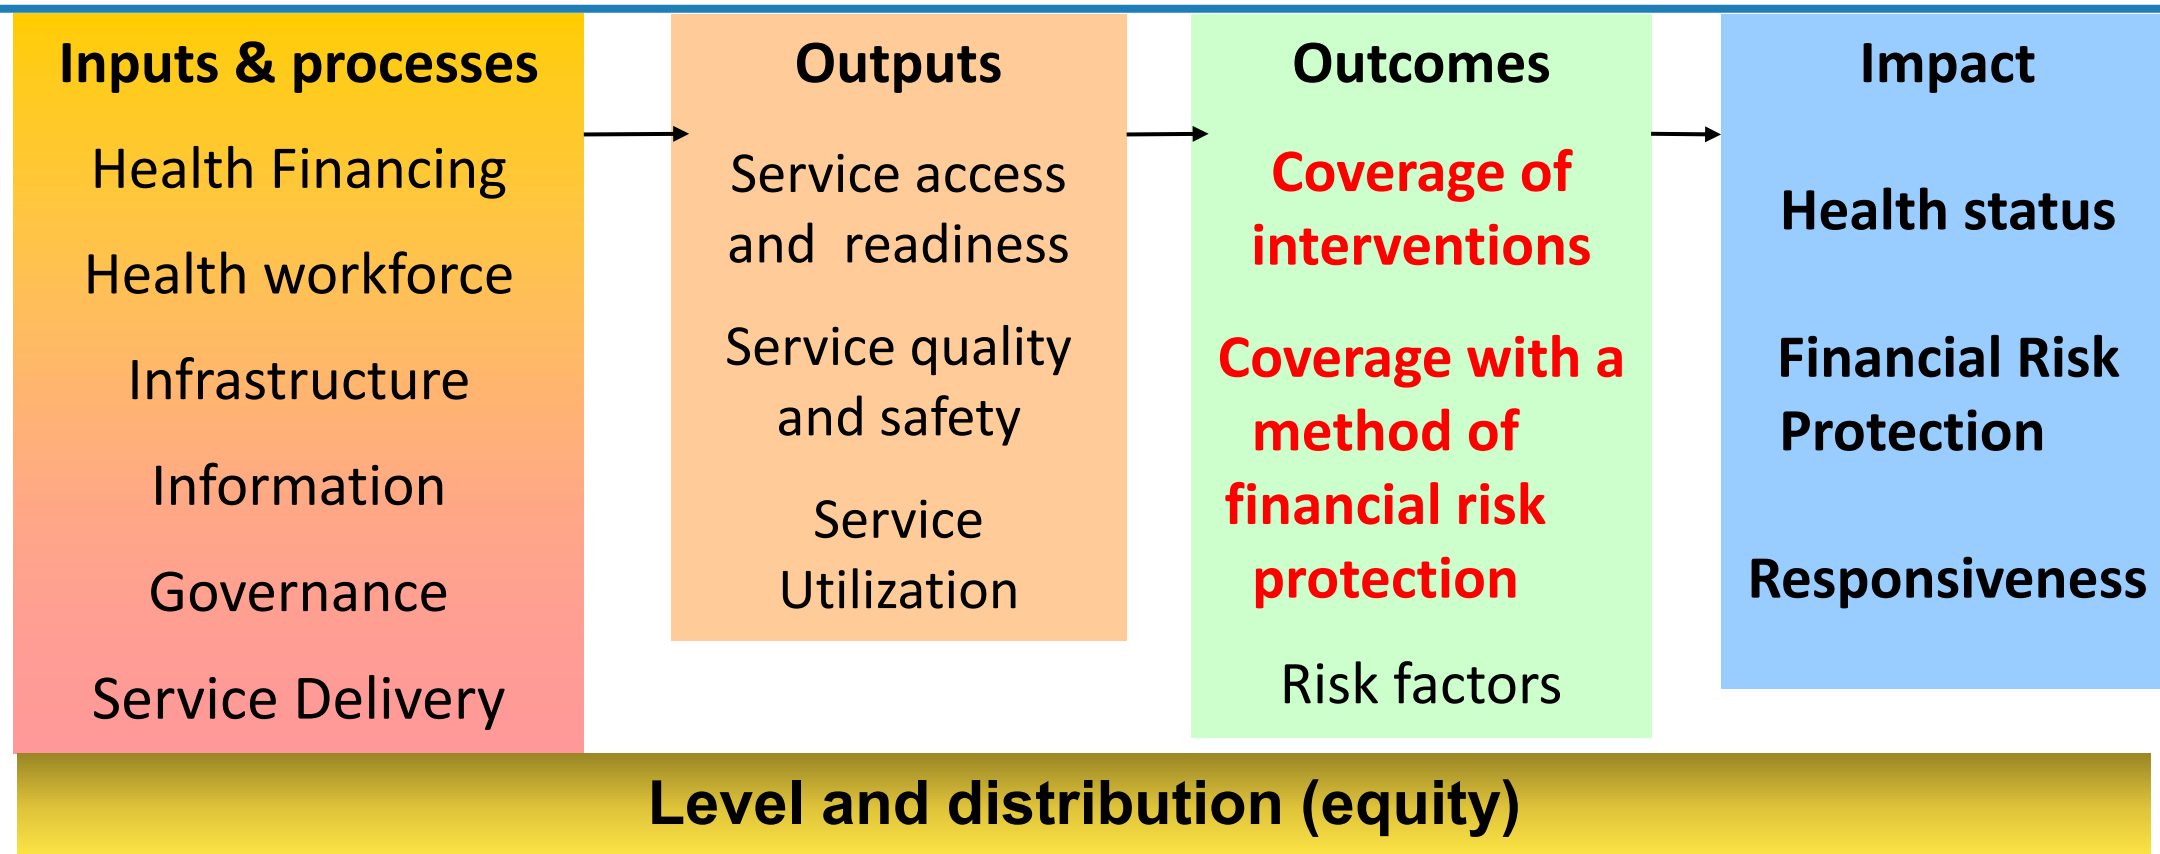 Inputs & processes
Health Financing
Health workforce
Infrastructure
Information
Governance
Service Delivery
Outputs
Service access
and readiness
Service quality
and safety
Service
Utilization
Outcomes
Coverage of
interventions
Coverage with a
method of
financial risk
protection
Risk factors
Impact
Health status
Financial Risk
Protection
Responsiveness
Level and distribution (equity)